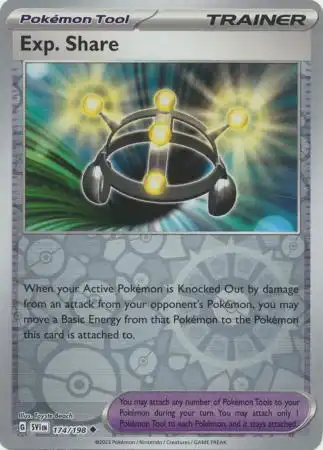 Pokémon Tool TRAINER
Exp. Share
When your Active Pokémon is Knocked Out by damage
from an attack from your opponent's Pokémon, you may
move a Basic Energy from that Pokémon to the Pokémon
this card is attached to.
Illus. Toyste Beach
G SVI EN 174/198
You may attach any number of Pokémon Tools to your
Pokémon during your turn. You may attach only 1
Pokémon Tool to each Pokémon, and it stays attached.
©2023 Pokémon / Nintendo / Creatures / GAME FREAK